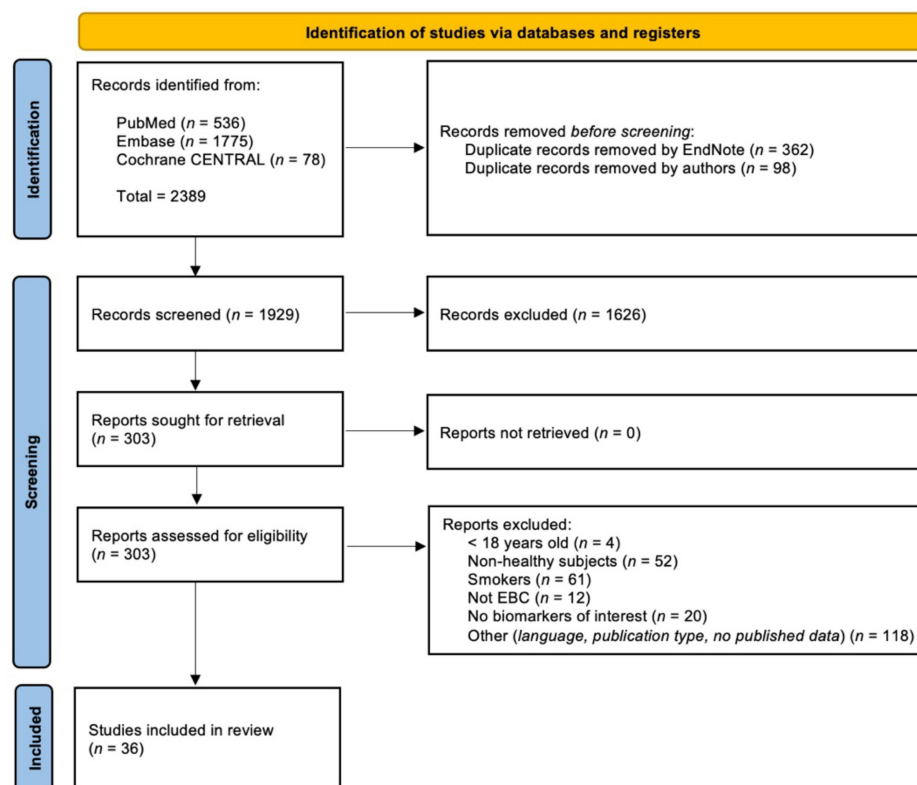 Identification of studies via databases and registers
Identification
Records identified from:
PubMed (n = 536)
Embase (n = 1775)
Cochrane CENTRAL (n = 78)
Total = 2389
Records removed before screening:
Duplicate records removed by EndNote (n = 362)
Duplicate records removed by authors (n = 98)
Screening
Records screened (n = 1929)
Records excluded (n = 1626)
Reports sought for retrieval
(n = 303)
Reports not retrieved (n = 0)
Reports assessed for eligibility
(n = 303)
Reports excluded:
< 18 years old (n = 4)
Non-healthy subjects (n = 52)
Smokers (n = 61)
Not EBC (n = 12)
No biomarkers of interest (n = 20)
Other (language, publication type, no published data) (n = 118)
Included
Studies included in review
(n = 36)